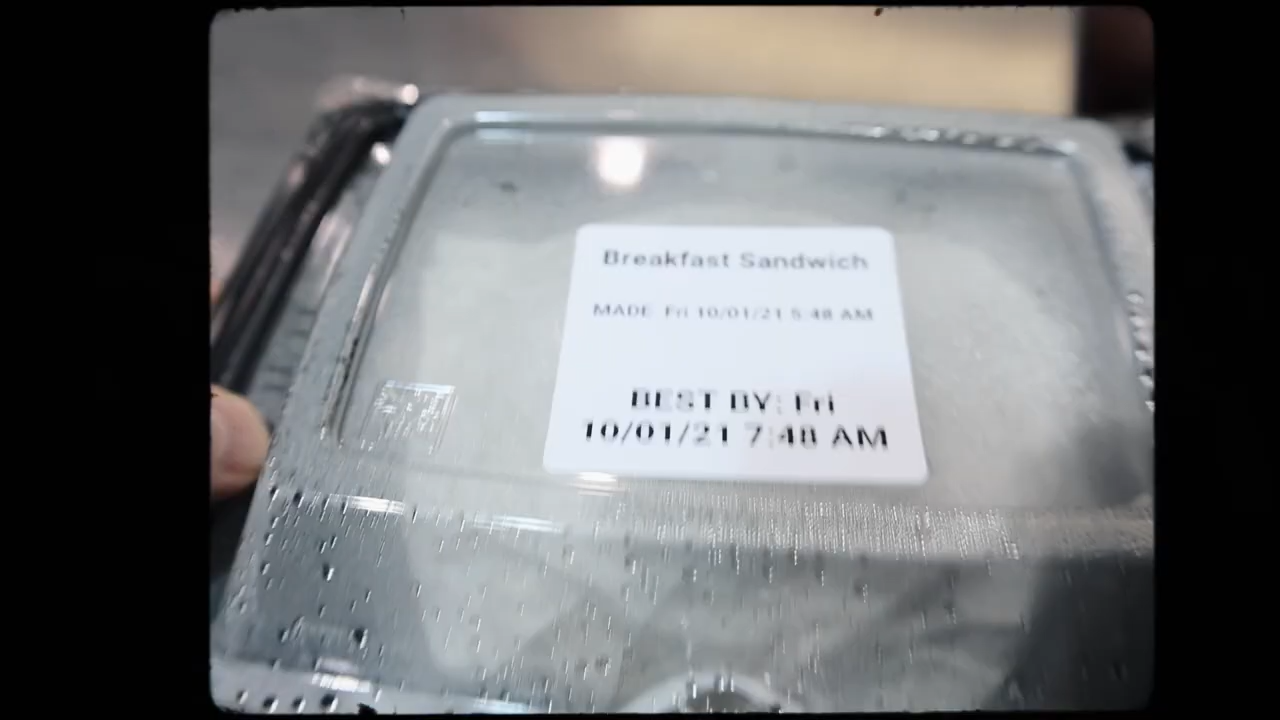 Breakfast Sandwich
MADE Fri 10/01/21 5:48 AM
BEST BY: Fri
10/01/21 7:48 AM